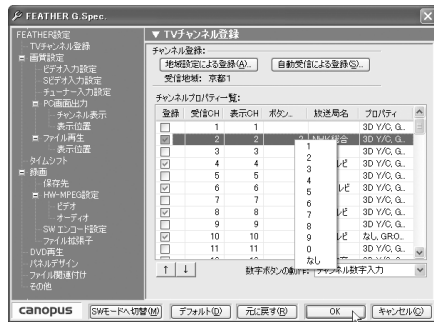 FEATHER G.Spec.
FEATHER設定
TVチャンネル登録
画質設定
ビデオ入力設定
Sビデオ入力設定
チューナー入力設定
PC画面出力
チャンネル表示
表示位置
ファイル再生
表示位置
タイムシフト
録画
保存先
HW-MPEG設定
ビデオ
オーディオ
SWエンコード設定
ファイル拡張子
DVD再生
パネルデザイン
ファイル関連付け
その他
▼ TVチャンネル登録
チャンネル登録:
地域設定による登録(A)... 自動受信による登録(S)...
受信地域: 京都1
チャンネルプロパティ一覧:
登録 受信CH 表示CH ボタン... 放送局名 プロパティ
1 1 3D Y/C, G...
2 2 2 NHK総合 3D Y/C, G...
3 3 3D Y/C, G...
4 4 レビ 3D Y/C, G...
5 5 3D Y/C, G...
6 6 レビ 3D Y/C, G...
7 7 3D Y/C, G...
8 8 レビ 3D Y/C, G...
9 9 3D Y/C, G...
10 10 レビ なし, GRO...
11 11 3D Y/C, G...
1
2
3
4
5
6
7
8
9
0
なし
↑ ↓ 数字ボタンの動作: チャンネル数字入力
canopus SWモードへ切替(M) デフォルト(D) 元に戻す(R) OK キャンセル(C)